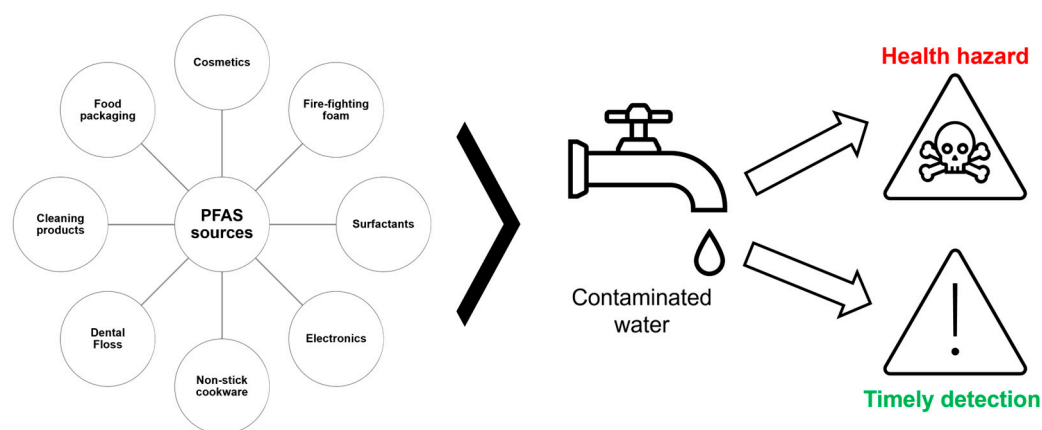 Cosmetics
Fire-fighting
foam
Surfactants
Electronics
Non-stick
cookware
Dental
Floss
Cleaning
products
Food
packaging
PFAS
sources
Contaminated
water
Health hazard
Timely detection